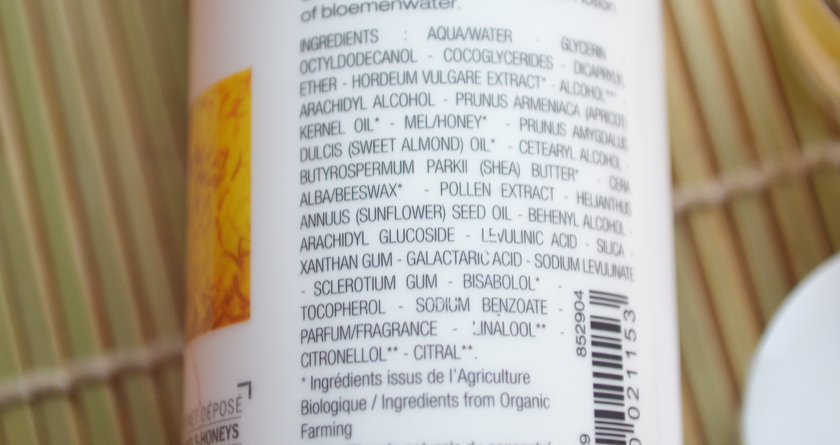 of bloemenwater.
INGREDIENTS : AQUA/WATER - GLYCERIN -
OCTYLDODECANOL - COCOGLYCERIDES - DICAPRYLYL
ETHER - HORDEUM VULGARE EXTRACT* - ALCOHOL** -
ARACHIDYL ALCOHOL - PRUNUS ARMENIACA (APRICOT)
KERNEL OIL* - MEL/HONEY* - PRUNUS AMYGDALUS
DULCIS (SWEET ALMOND) OIL* - CETEARYL ALCOHOL -
BUTYROSPERMUM PARKII (SHEA) BUTTER* - CERA
ALBA/BEESWAX* - POLLEN EXTRACT - HELIANTHUS
ANNUUS (SUNFLOWER) SEED OIL - BEHENYL ALCOHOL -
ARACHIDYL GLUCOSIDE - LEVULINIC ACID - SILICA -
XANTHAN GUM - GALACTARIC ACID - SODIUM LEVULINATE
- SCLEROTIUM GUM - BISABOLOL* -
TOCOPHEROL - SODIUM BENZOATE -
PARFUM/FRAGRANCE - LINALOOL** -
CITRONELLOL** - CITRAL**.
* Ingrédients issus de l'Agriculture
Biologique / Ingredients from Organic
Farming
852904
021153
DÉPOSÉ
HONEYS